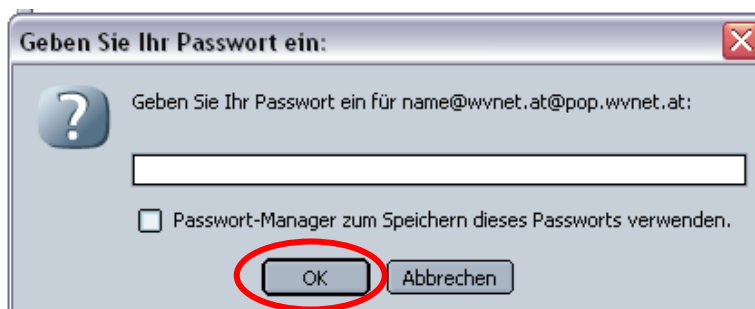 Geben Sie Ihr Passwort ein:
Geben Sie Ihr Passwort ein für name@wvnet.at@pop.wvnet.at:
Passwort-Manager zum Speichern dieses Passworts verwenden.
OK Abbrechen